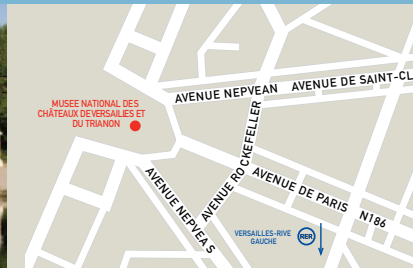 AVENUE NEPVEAN AVENUE DE SAINT-CL
MUSEE NATIONAL DES
CHÂTEAUX DEVERSAILLES ET
DU TRIANON
AVENUE ROCKEFELLER
AVENUE NEPVEA S
AVENUE DE PARIS N186
VERSAILLES-RIVE
GAUCHE
RER